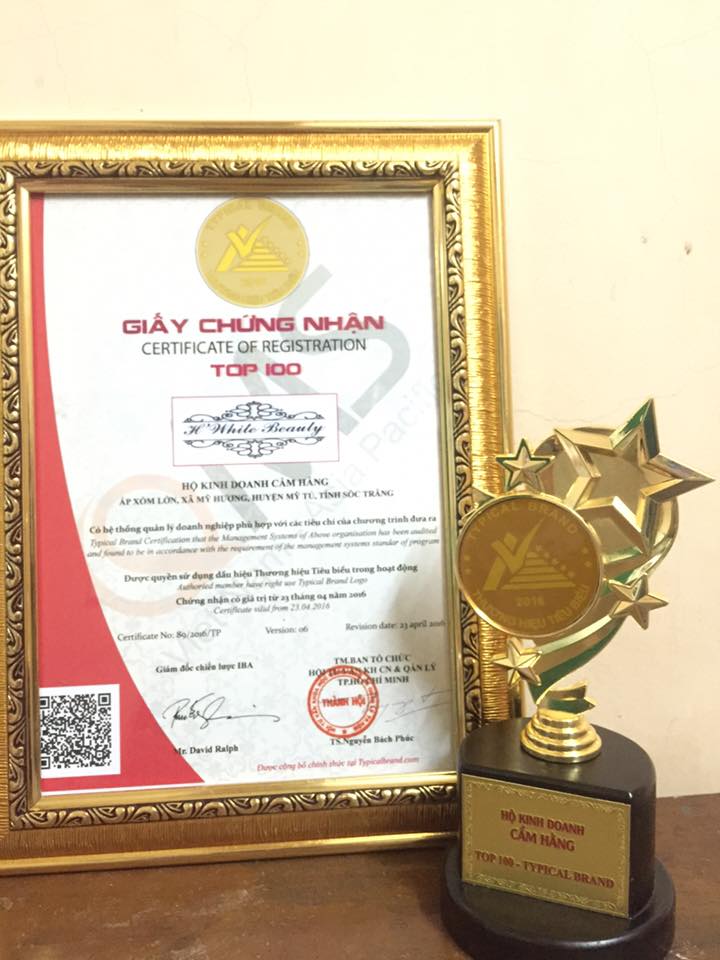 TYPICAL BRAND
2016
GIẤY CHỨNG NHẬN
CERTIFICATE OF REGISTRATION
TOP 100
H'White Beauty
HỘ KINH DOANH CẨM HẰNG
ẤP XÓM LỚN, XÃ MỸ HƯƠNG, HUYỆN MỸ TÚ, TỈNH SÓC TRĂNG
Có hệ thống quản lý doanh nghiệp phù hợp với các tiêu chí của chương trình đưa ra
Typical Brand Certification that the Management Systems of Above organisation has been audited
and found to be in accordance with the requirement of the management systems standar of program
Được quyền sử dụng dấu hiệu Thương hiệu Tiêu biểu trong hoạt động
Authoried member have right use Typical Brand Logo
Chứng nhận có giá trị từ 23 tháng 04 năm 2016
Certificate valid from 23.04.2016
Certificate No: 89/2016/TP Version: 06 Revision date: 23 april 2016
Giám đốc chiến lược IBA
TM.BAN TỔ CHỨC
KH CN & QẢN LÝ
TP.HỒ CHÍ MINH
THÀNH HỘI
Mr. David Ralph
TS.Nguyễn Bách Phúc
Được công bố chính thức tại Typicalbrand.com
TYPICAL BRAND
2016
THƯƠNG HIỆU TIÊU BIỂU
HỘ KINH DOANH
CẨM HẰNG
TOP 100 - TYPICAL BRAND